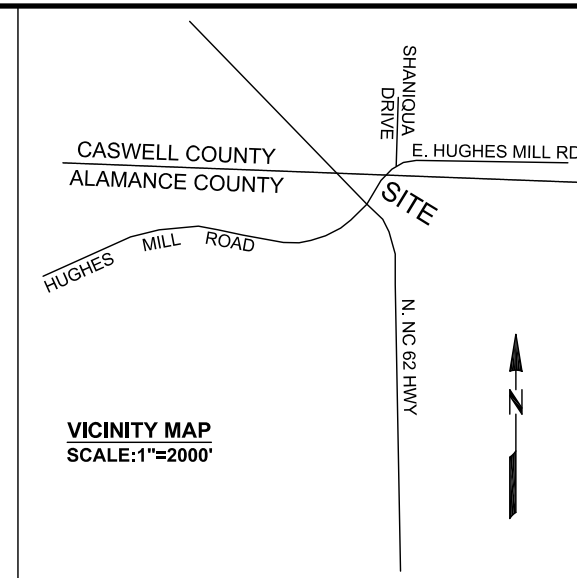 SHANIQUA
DRIVE
E. HUGHES MILL RD
CASWELL COUNTY
ALAMANCE COUNTY
SITE
HUGHES MILL ROAD
N. NC 62 HWY
N
VICINITY MAP
SCALE:1"=2000'